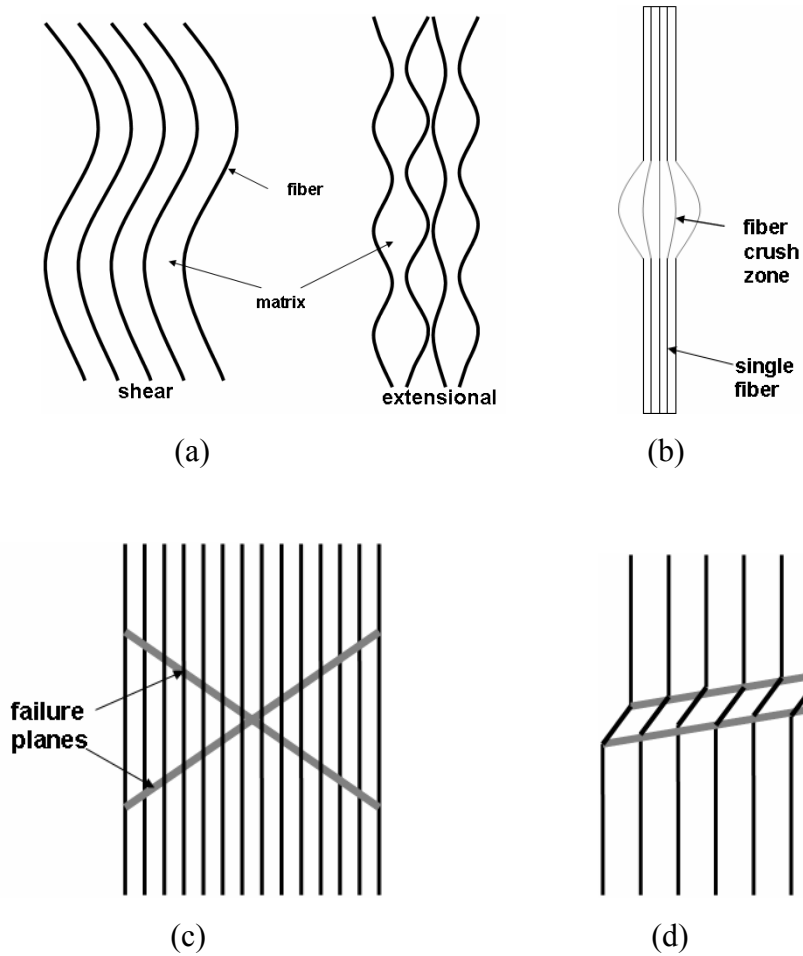 fiber
matrix
shear
extensional
(a)
fiber
crush
zone
single
fiber
(b)
failure
planes
(c)
(d)